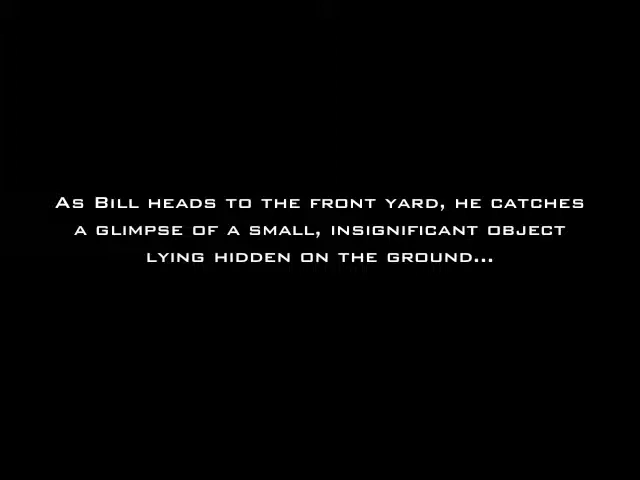 As Bill heads to the front yard, he catches
a glimpse of a small, insignificant object
lying hidden on the ground...